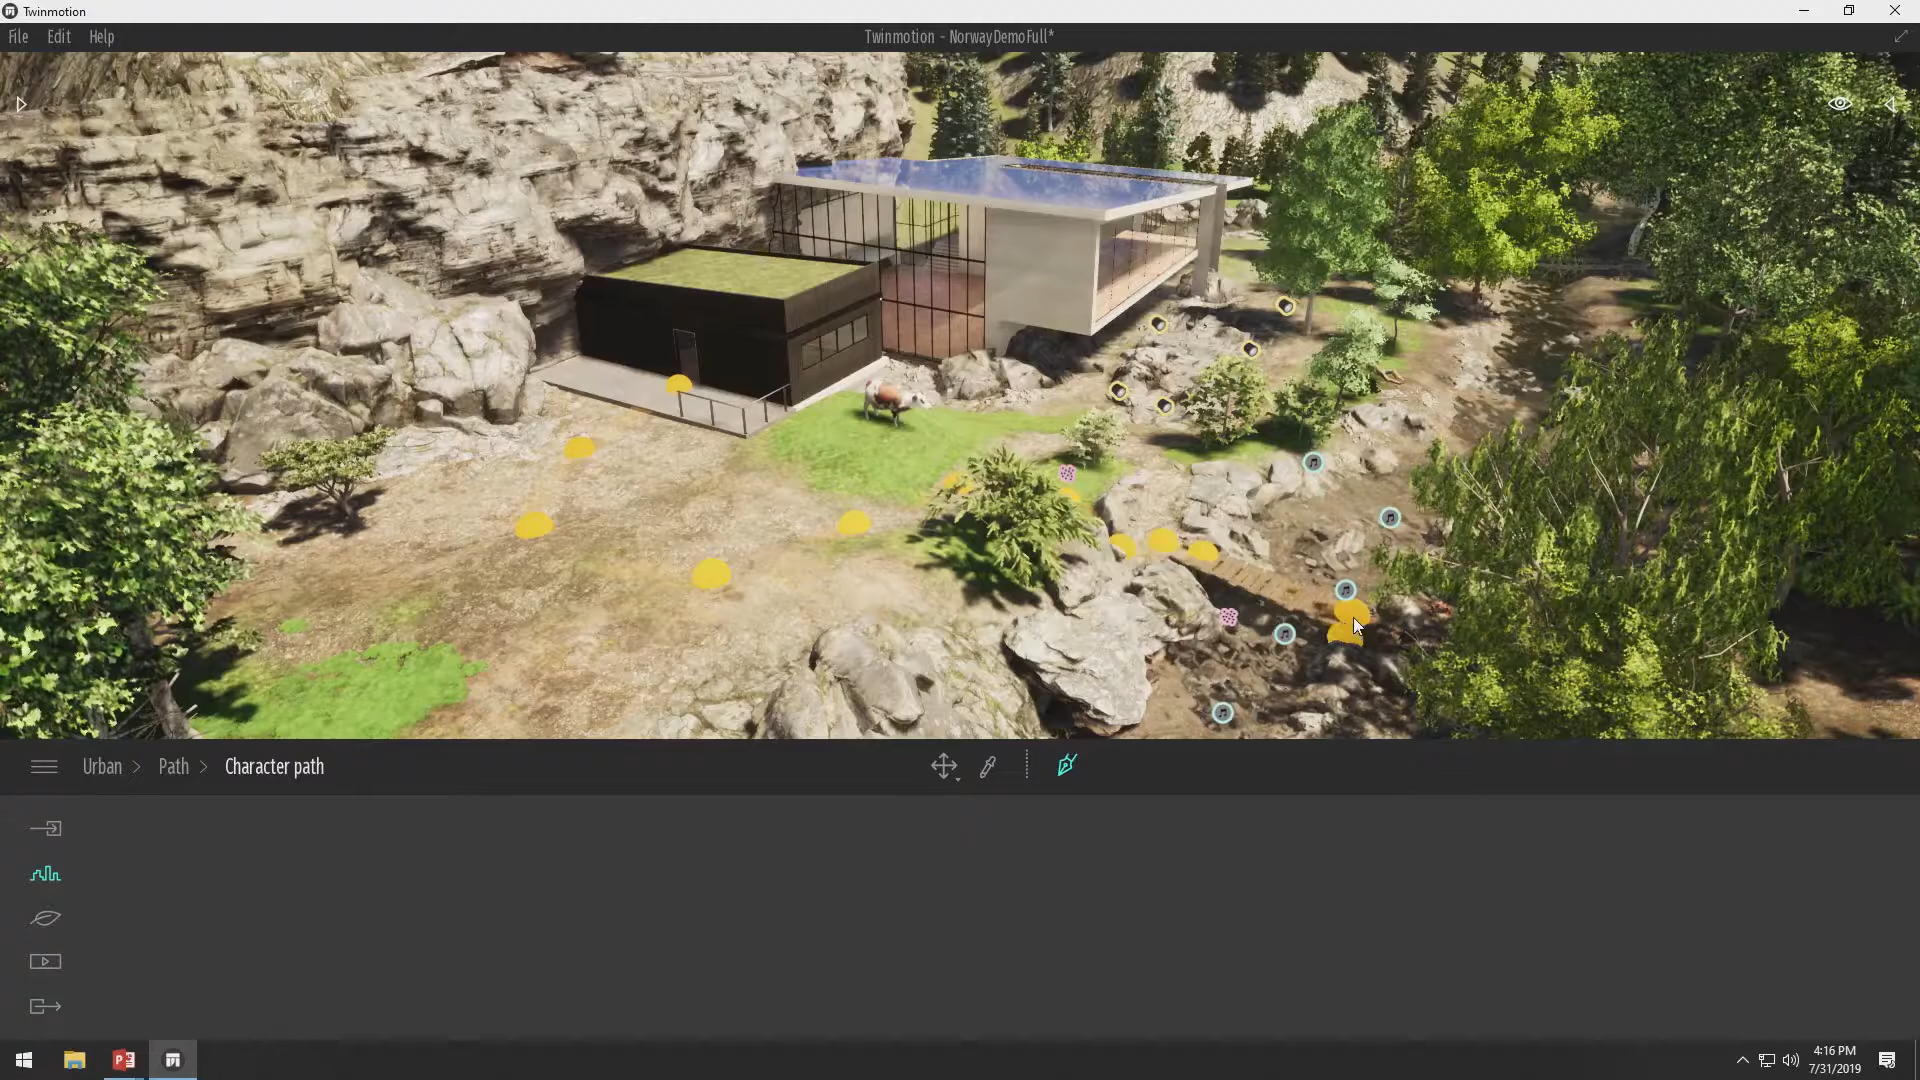 Twinmotion
File Edit Help
Twinmotion - NorwayDemoFull*
Urban > Path > Character path
4:16 PM
7/31/2019